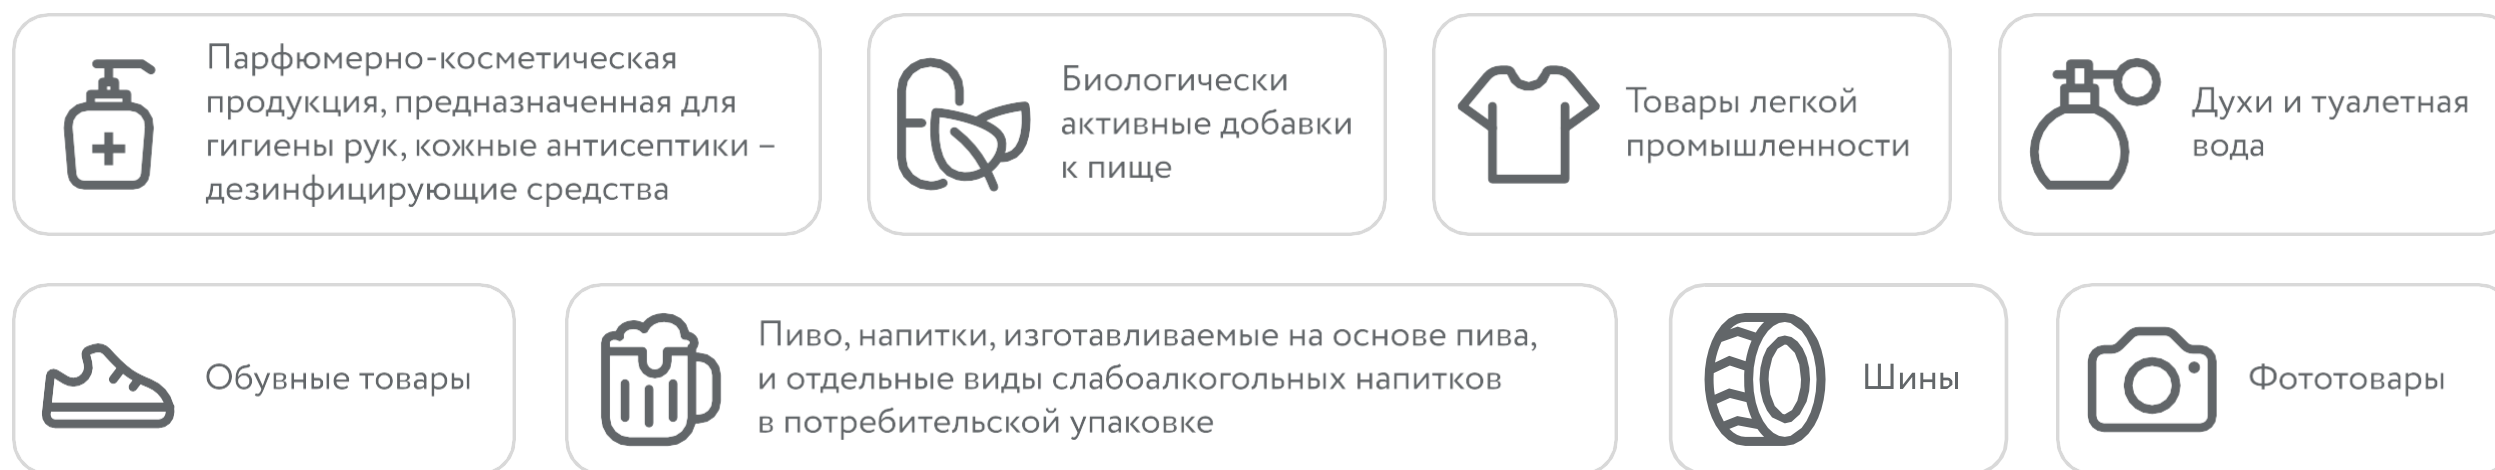 Парфюмерно-косметическая
продукция, предназначенная для
гигиены рук, кожные антисептики –
дезинфицирующие средства
Биологически
активные добавки
к пище
Товары легкой
промышленности
Духи и туалетная
вода
Обувные товары
Пиво, напитки, изготавливаемые на основе пива,
и отдельные виды слабоалкогольных напитков
в потребительской упаковке
Шины
Фототовары